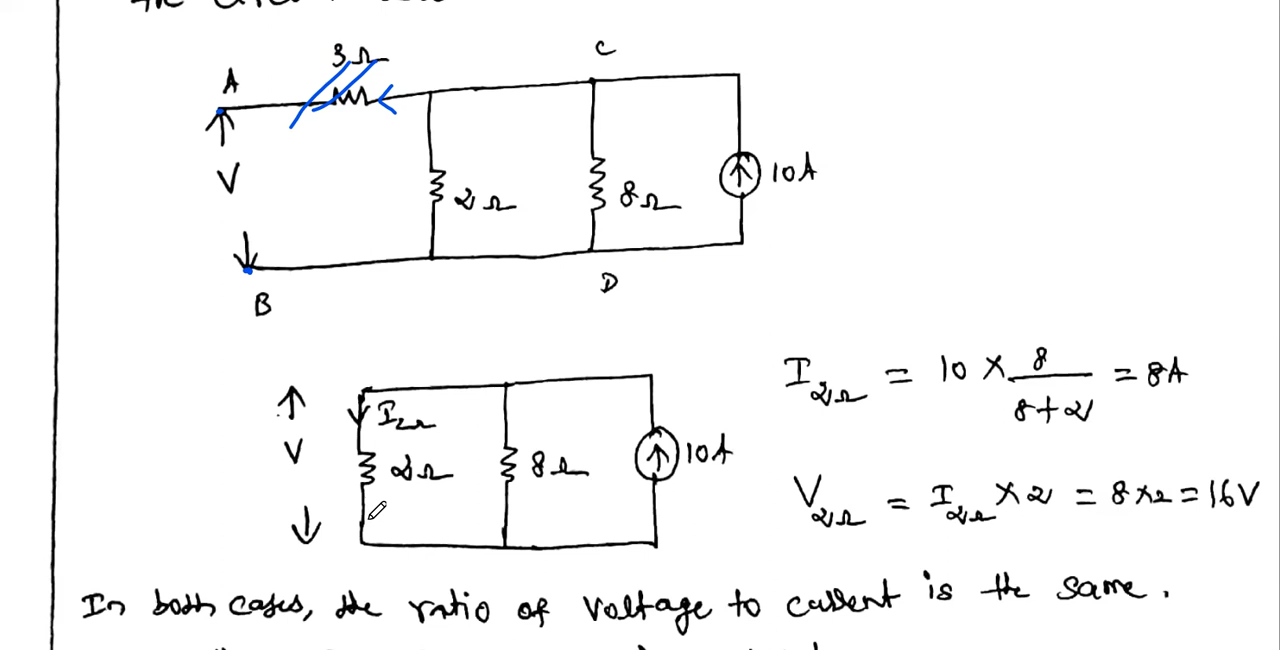 3Ω
C
A
V
2Ω
8Ω
10A
D
B
I2Ω = 10 × 8/(8+2) = 8A
I2Ω
V
2Ω
8Ω
10A
V2Ω = I2Ω × 2 = 8×2 = 16V
In both cases, the ratio of voltage to current is the same.